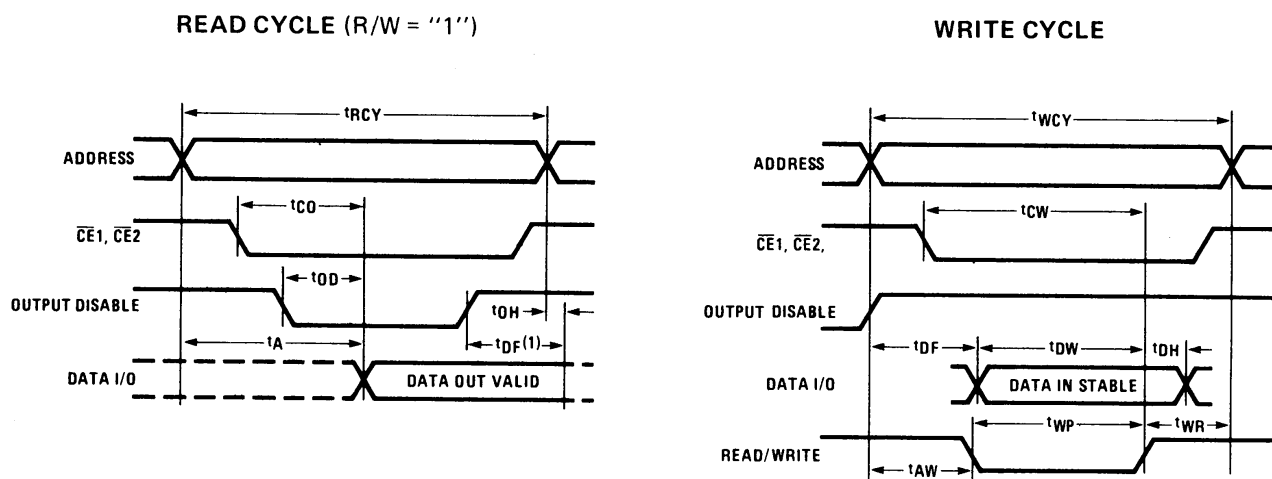 READ CYCLE (R/W = "1")
tRCY
ADDRESS
tCO
CE1, CE2
tOD
OUTPUT DISABLE
tOH
tA
tDF(1)
DATA I/O
DATA OUT VALID
WRITE CYCLE
tWCY
ADDRESS
tCW
CE1, CE2,
OUTPUT DISABLE
tDF
tDW
tDH
DATA I/O
DATA IN STABLE
tWP
tWR
READ/WRITE
tAW